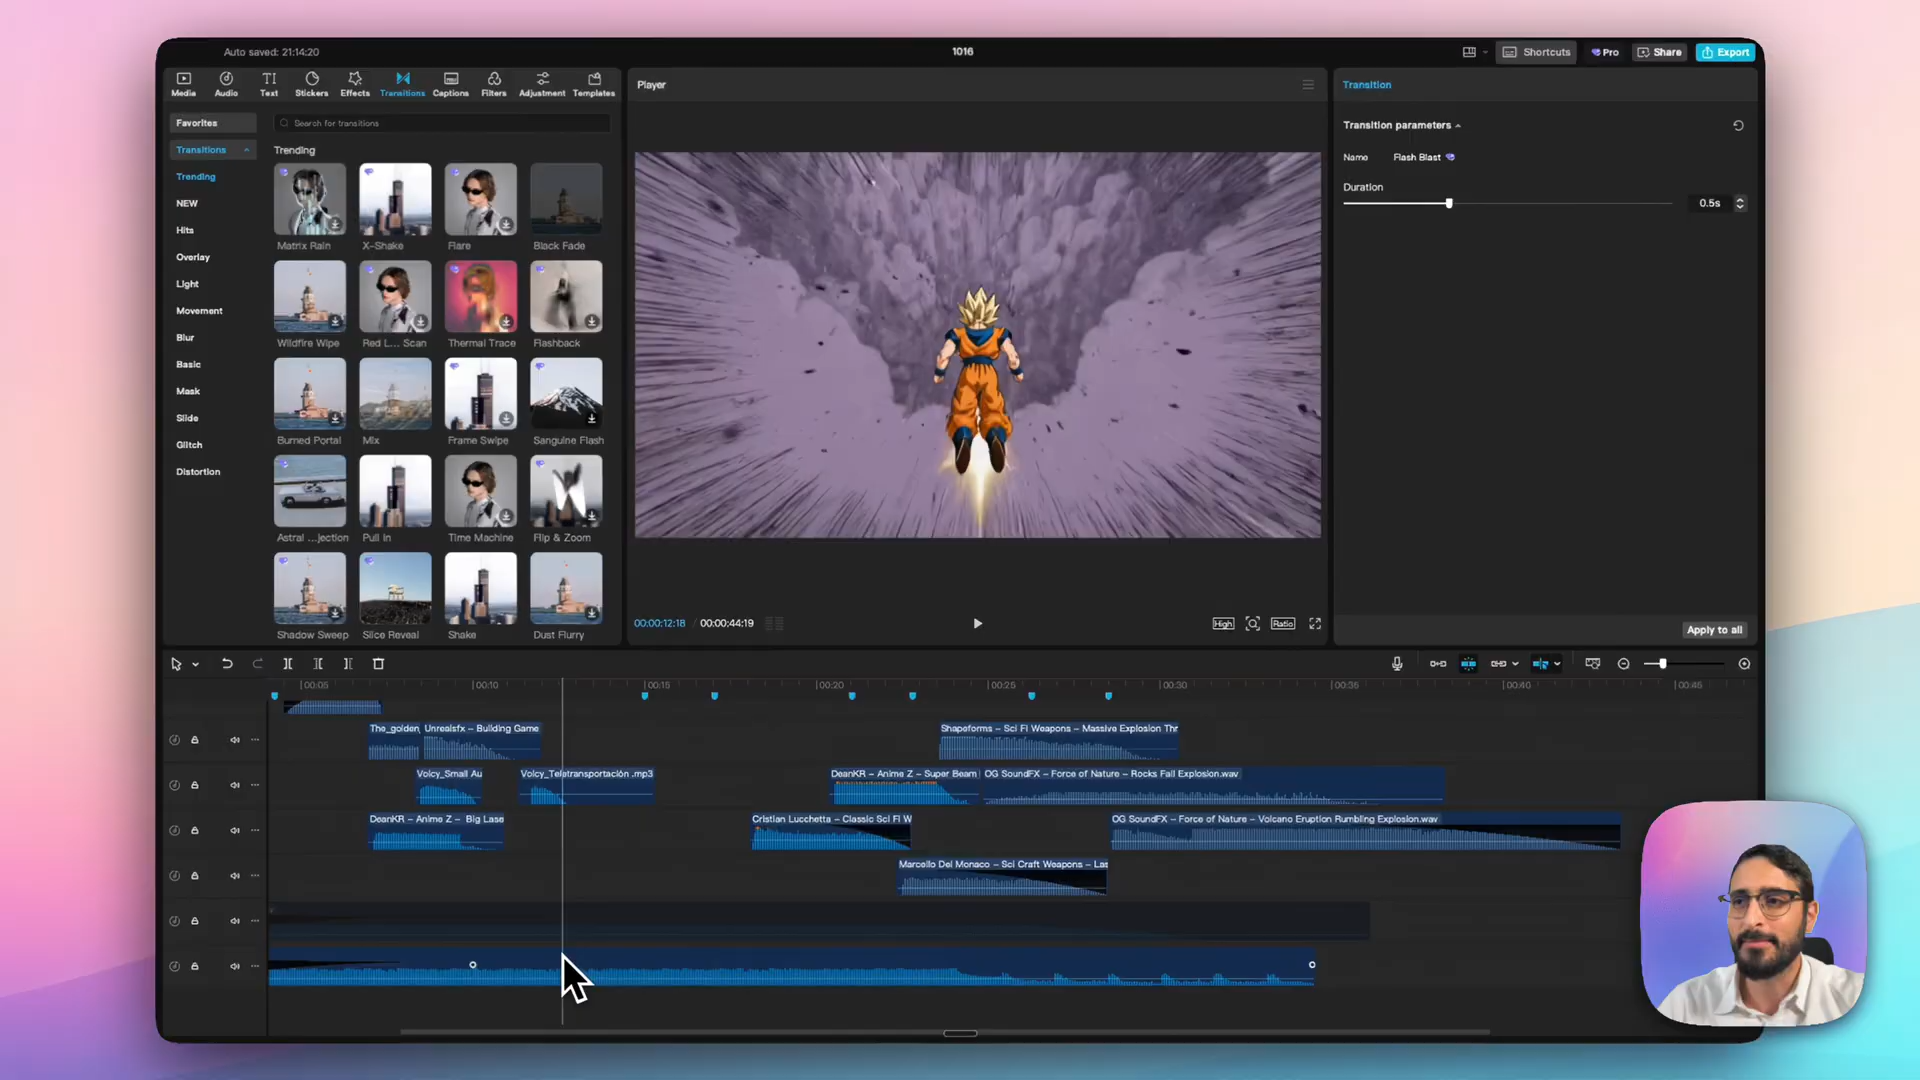 Auto saved: 21:14:20
1016
Shortcuts
Pro
Share
Export
Media
Audio
TI
Text
Stickers
Effects
Transitions
Captions
Filters
Adjustment
Templates
Player
Transition
Favorites
Search for transitions
Transition parameters
Transitions
Trending
Name
Flash Blast
Trending
Duration
0.5s
NEW
Hits
Overlay
Light
Movement
Blur
Basic
Mask
Slide
Glitch
Distortion
Matrix Rain
X-Shake
Flare
Black Fade
Wildfire Wipe
Red L... Scan
Thermal Trace
Flashback
Burned Portal
Mix
Frame Swipe
Sanguine Flash
Astral ...jection
Pull In
Time Machine
Flip & Zoom
Shadow Sweep
Slice Reveal
Shake
Dust Flurry
00:00:12:18 / 00:00:44:19
High
Ratio
Apply to all
00:05
00:10
00:15
00:20
00:25
00:30
00:35
00:40
00:45
The_golden_
Unrealsfx – Building Game
Shapeforms – Sci Fi Weapons – Massive Explosion Thr
Voicy_Small Au
Voicy_Teletransportación .mp3
DeanKR – Anime Z – Super Beam
OG SoundFX – Force of Nature – Rocks Fall Explosion.wav
DeanKR – Anime Z – Big Lase
Cristian Lucchetta – Classic Sci Fi W
OG SoundFX – Force of Nature – Volcano Eruption Rumbling Explosion.wav
Marcello Del Monaco – Sci Craft Weapons – Las